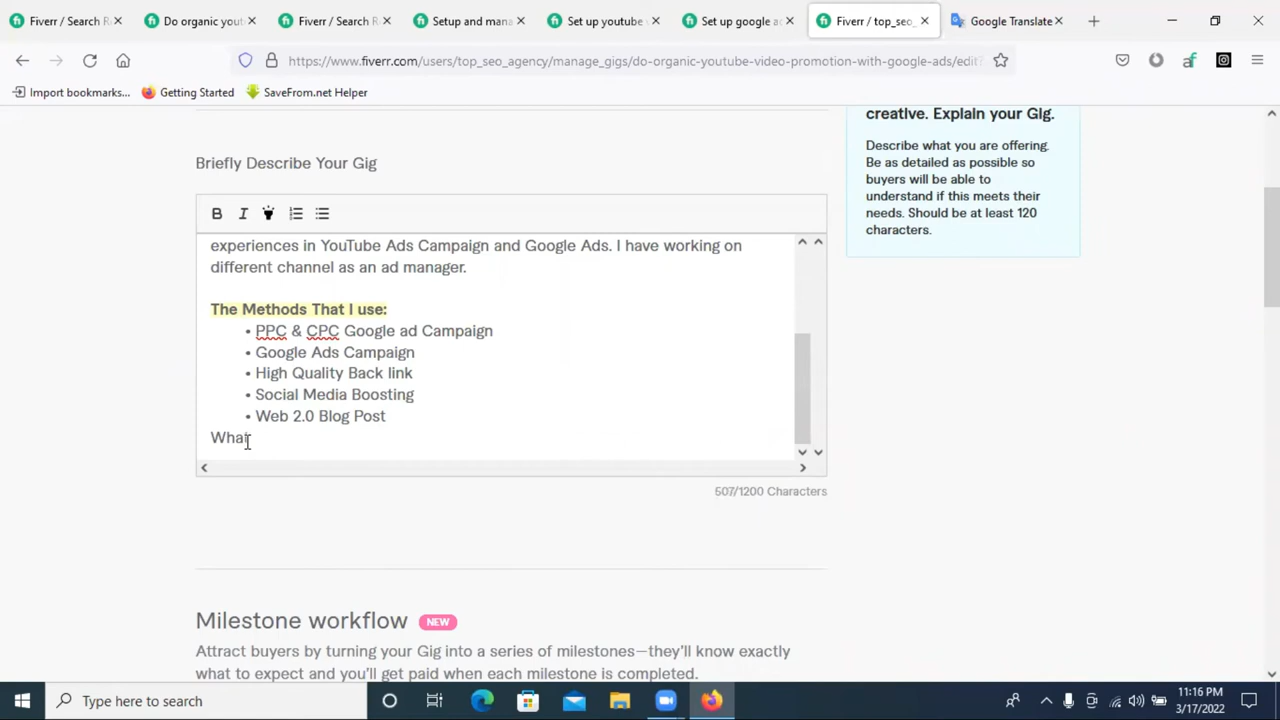 Fiverr / Search R
Do organic yout
Fiverr / Search R
Setup and mana
Set up youtube
Set up google a
Fiverr / top_seo_
Google Translate
https://www.fiverr.com/users/top_seo_agency/manage_gigs/do-organic-youtube-video-promotion-with-google-ads/edit?
Import bookmarks...
Getting Started
SaveFrom.net Helper
creative. Explain your Gig.
Describe what you are offering.
Be as detailed as possible so
buyers will be able to
understand if this meets their
needs. Should be at least 120
characters.
Briefly Describe Your Gig
B I
experiences in YouTube Ads Campaign and Google Ads. I have working on
different channel as an ad manager.
The Methods That I use:
• PPC & CPC Google ad Campaign
• Google Ads Campaign
• High Quality Back link
• Social Media Boosting
• Web 2.0 Blog Post
What
507/1200 Characters
Milestone workflow NEW
Attract buyers by turning your Gig into a series of milestones—they'll know exactly
what to expect and you'll get paid when each milestone is completed.
Type here to search
11:16 PM
3/17/2022